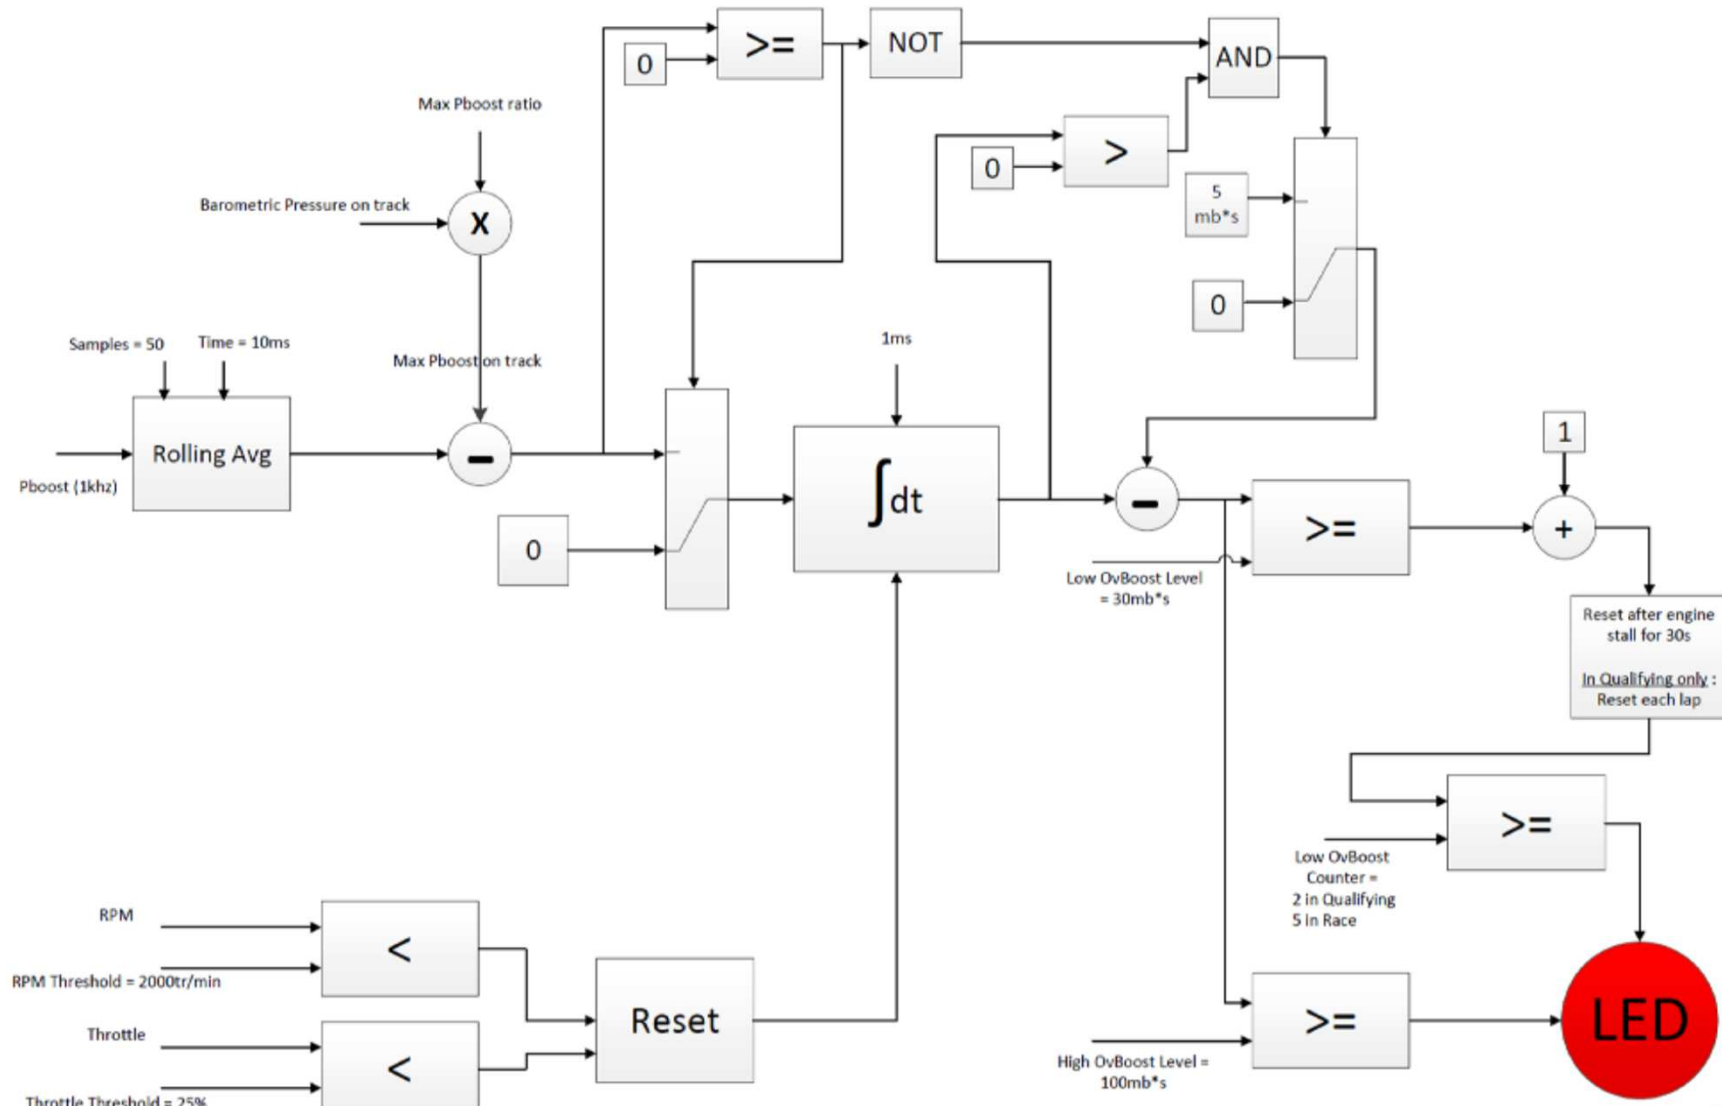 >=
NOT
AND
0
Max Pboost ratio
>
0
5
mb*s
Barometric Pressure on track
X
0
Samples = 50
Time = 10ms
1ms
Max Pboost on track
Rolling Avg
-
Pboost (1khz)
∫dt
0
-
>=
1
+
Low OvBoost Level
= 30mb*s
Reset after engine
stall for 30s
In Qualifying only :
Reset each lap
>=
Low OvBoost
Counter =
2 in Qualifying
5 in Race
RPM
<
RPM Threshold = 2000tr/min
Reset
Throttle
<
Throttle Threshold = 25%
>=
LED
High OvBoost Level =
100mb*s